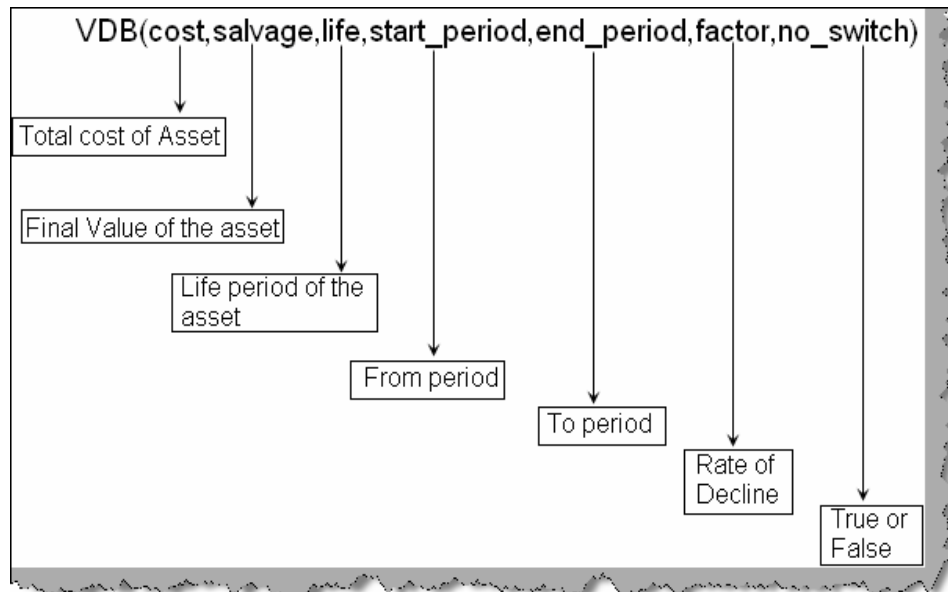 VDB(cost,salvage,life,start_period,end_period,factor,no_switch)
Total cost of Asset
Final Value of the asset
Life period of the
asset
From period
To period
Rate of
Decline
True or
False